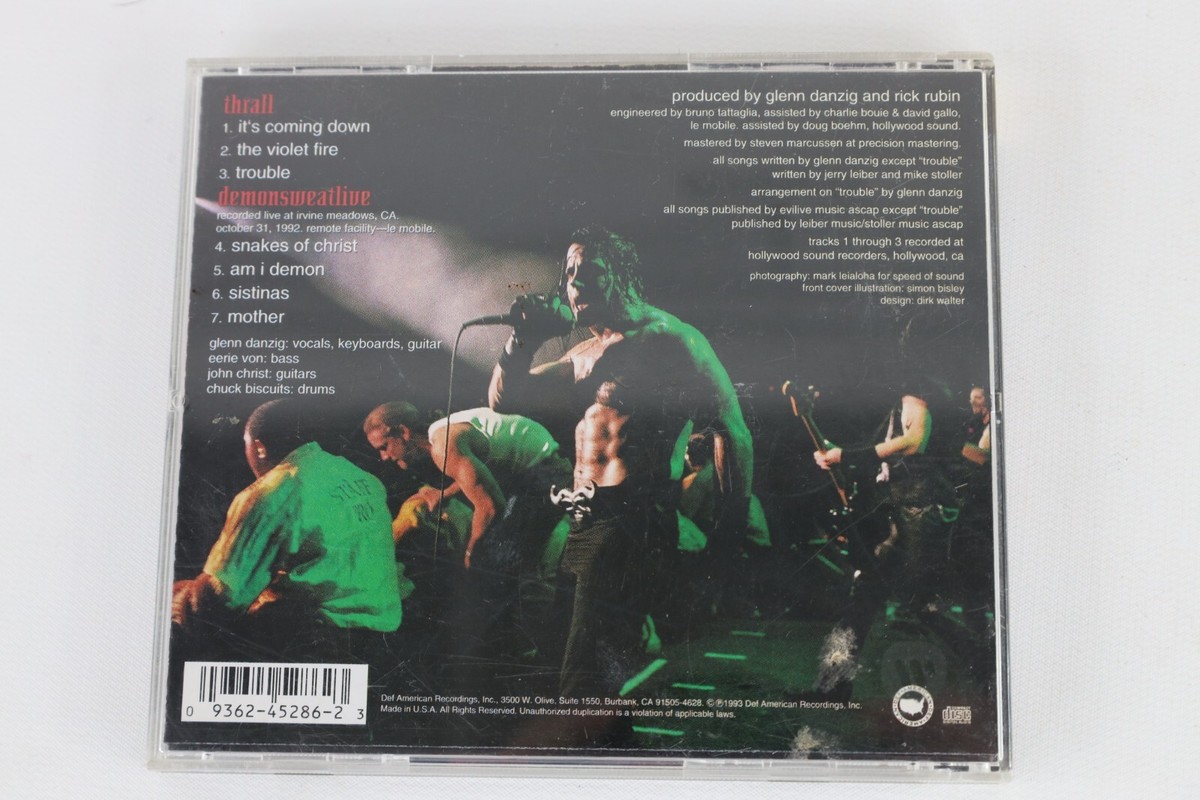 thrall
1. it's coming down
2. the violet fire
3. trouble
demonsweatlive
recorded live at irvine meadows, CA.
october 31, 1992. remote facility—le mobile.
4. snakes of christ
5. am i demon
6. sistinas
7. mother
glenn danzig: vocals, keyboards, guitar
eerie von: bass
john christ: guitars
chuck biscuits: drums
produced by glenn danzig and rick rubin
engineered by bruno tattaglia, assisted by charlie bouie & david gallo,
le mobile. assisted by doug boehm, hollywood sound.
mastered by steven marcussen at precision mastering.
all songs written by glenn danzig except "trouble"
written by jerry leiber and mike stoller
arrangement on "trouble" by glenn danzig
all songs published by evilive music ascap except "trouble"
published by leiber music/stoller music ascap
tracks 1 through 3 recorded at
hollywood sound recorders, hollywood, ca
photography: mark leialoha for speed of sound
front cover illustration: simon bisley
design: dirk walter
STAFF
0 9362-45286-2 3
Def American Recordings, Inc., 3500 W. Olive, Suite 1550, Burbank, CA 91505-4628. ©℗1993 Def American Recordings, Inc.
Made in U.S.A. All Rights Reserved. Unauthorized duplication is a violation of applicable laws.
COMPACT
disc
DIGITAL AUDIO